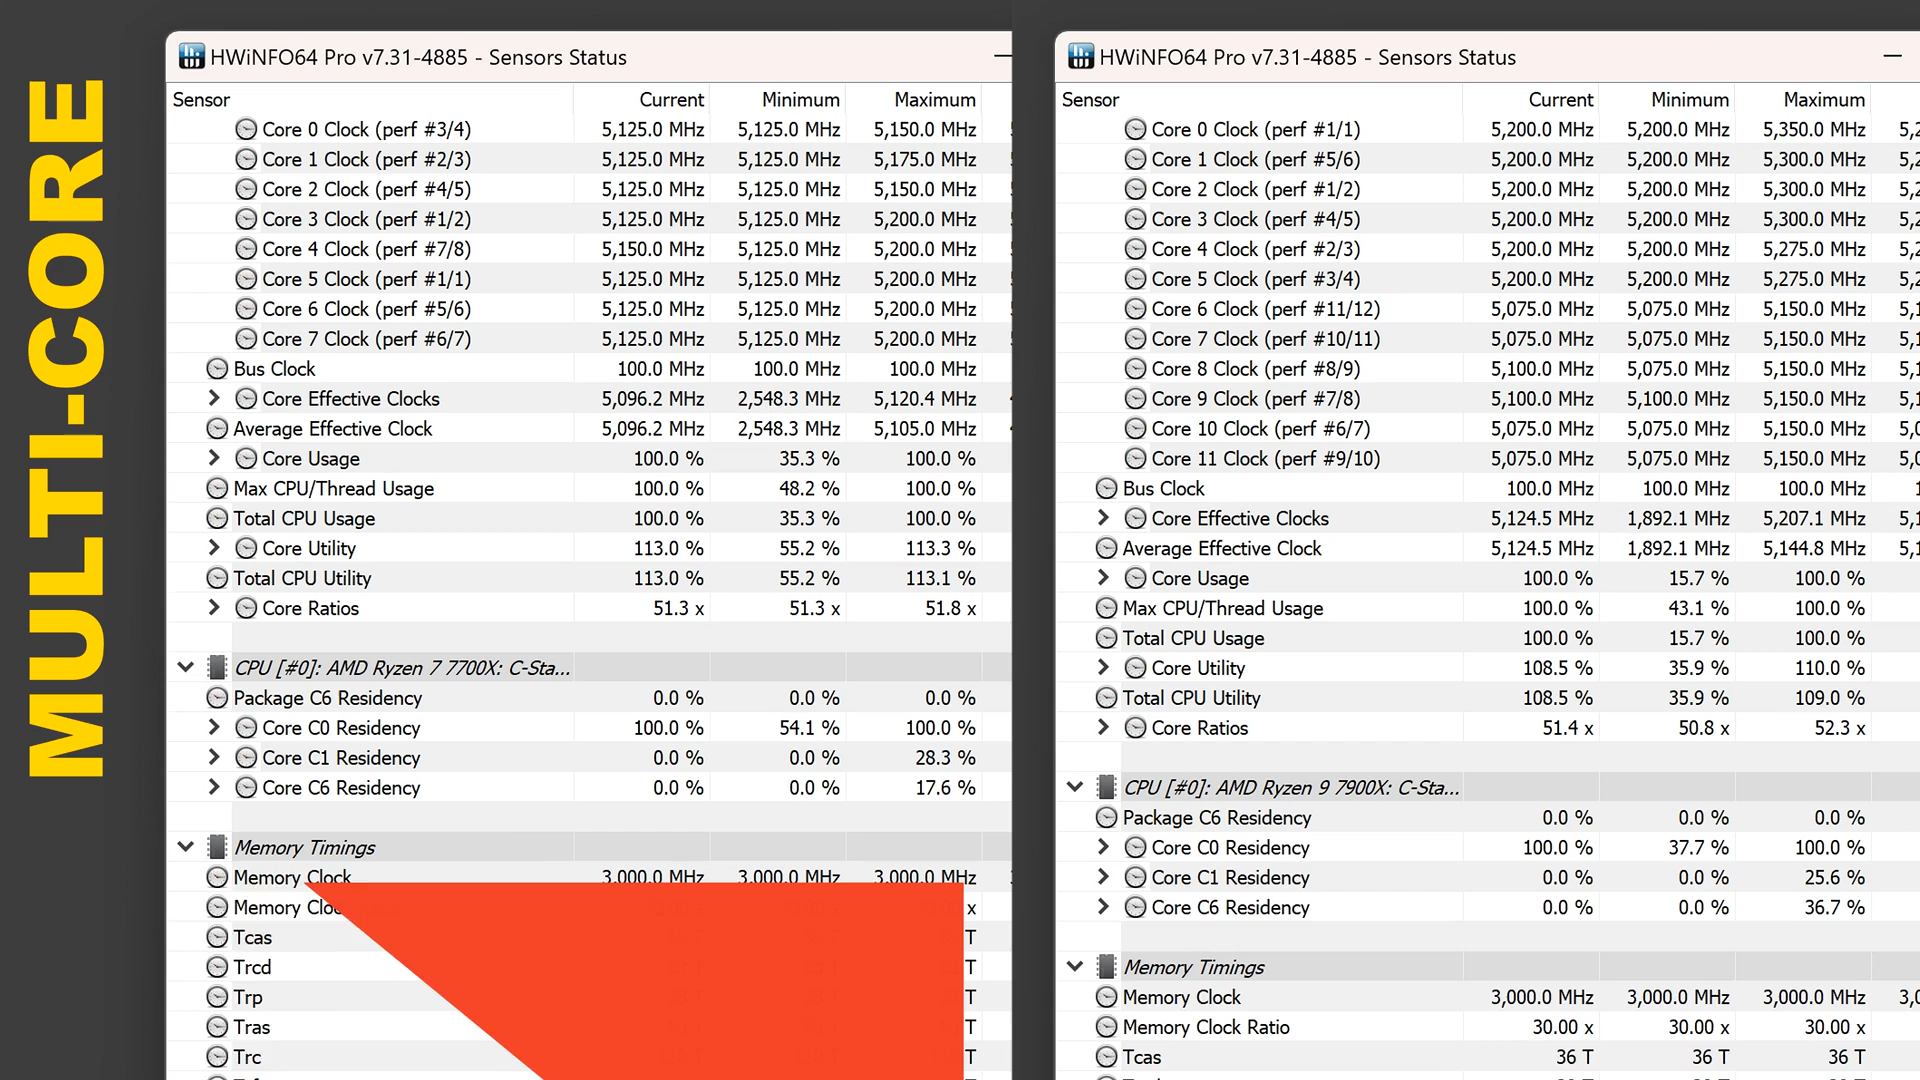 MULTI-CORE
HWiNFO64 Pro v7.31-4885 - Sensors Status
Sensor Current Minimum Maximum
Core 0 Clock (perf #3/4) 5,125.0 MHz 5,125.0 MHz 5,150.0 MHz
Core 1 Clock (perf #2/3) 5,125.0 MHz 5,125.0 MHz 5,175.0 MHz
Core 2 Clock (perf #4/5) 5,125.0 MHz 5,125.0 MHz 5,150.0 MHz
Core 3 Clock (perf #1/2) 5,125.0 MHz 5,125.0 MHz 5,200.0 MHz
Core 4 Clock (perf #7/8) 5,150.0 MHz 5,125.0 MHz 5,200.0 MHz
Core 5 Clock (perf #1/1) 5,125.0 MHz 5,125.0 MHz 5,200.0 MHz
Core 6 Clock (perf #5/6) 5,125.0 MHz 5,125.0 MHz 5,200.0 MHz
Core 7 Clock (perf #6/7) 5,125.0 MHz 5,125.0 MHz 5,200.0 MHz
Bus Clock 100.0 MHz 100.0 MHz 100.0 MHz
Core Effective Clocks 5,096.2 MHz 2,548.3 MHz 5,120.4 MHz
Average Effective Clock 5,096.2 MHz 2,548.3 MHz 5,105.0 MHz
Core Usage 100.0 % 35.3 % 100.0 %
Max CPU/Thread Usage 100.0 % 48.2 % 100.0 %
Total CPU Usage 100.0 % 35.3 % 100.0 %
Core Utility 113.0 % 55.2 % 113.3 %
Total CPU Utility 113.0 % 55.2 % 113.1 %
Core Ratios 51.3 x 51.3 x 51.8 x
CPU [#0]: AMD Ryzen 7 7700X: C-Sta...
Package C6 Residency 0.0 % 0.0 % 0.0 %
Core C0 Residency 100.0 % 54.1 % 100.0 %
Core C1 Residency 0.0 % 0.0 % 28.3 %
Core C6 Residency 0.0 % 0.0 % 17.6 %
Memory Timings
Memory Clock 3,000.0 MHz 3,000.0 MHz 3,000.0 MHz
Memory x
Tcas T
Trcd T
Trp T
Tras T
Trc T
HWiNFO64 Pro v7.31-4885 - Sensors Status
Sensor Current Minimum Maximum
Core 0 Clock (perf #1/1) 5,200.0 MHz 5,200.0 MHz 5,350.0 MHz
Core 1 Clock (perf #5/6) 5,200.0 MHz 5,200.0 MHz 5,300.0 MHz
Core 2 Clock (perf #1/2) 5,200.0 MHz 5,200.0 MHz 5,300.0 MHz
Core 3 Clock (perf #4/5) 5,200.0 MHz 5,200.0 MHz 5,300.0 MHz
Core 4 Clock (perf #2/3) 5,200.0 MHz 5,200.0 MHz 5,275.0 MHz
Core 5 Clock (perf #3/4) 5,200.0 MHz 5,200.0 MHz 5,275.0 MHz
Core 6 Clock (perf #11/12) 5,075.0 MHz 5,075.0 MHz 5,150.0 MHz
Core 7 Clock (perf #10/11) 5,075.0 MHz 5,075.0 MHz 5,150.0 MHz
Core 8 Clock (perf #8/9) 5,100.0 MHz 5,075.0 MHz 5,150.0 MHz
Core 9 Clock (perf #7/8) 5,100.0 MHz 5,100.0 MHz 5,150.0 MHz
Core 10 Clock (perf #6/7) 5,075.0 MHz 5,075.0 MHz 5,150.0 MHz
Core 11 Clock (perf #9/10) 5,075.0 MHz 5,075.0 MHz 5,150.0 MHz
Bus Clock 100.0 MHz 100.0 MHz 100.0 MHz
Core Effective Clocks 5,124.5 MHz 1,892.1 MHz 5,207.1 MHz
Average Effective Clock 5,124.5 MHz 1,892.1 MHz 5,144.8 MHz
Core Usage 100.0 % 15.7 % 100.0 %
Max CPU/Thread Usage 100.0 % 43.1 % 100.0 %
Total CPU Usage 100.0 % 15.7 % 100.0 %
Core Utility 108.5 % 35.9 % 110.0 %
Total CPU Utility 108.5 % 35.9 % 109.0 %
Core Ratios 51.4 x 50.8 x 52.3 x
CPU [#0]: AMD Ryzen 9 7900X: C-Sta...
Package C6 Residency 0.0 % 0.0 % 0.0 %
Core C0 Residency 100.0 % 37.7 % 100.0 %
Core C1 Residency 0.0 % 0.0 % 25.6 %
Core C6 Residency 0.0 % 0.0 % 36.7 %
Memory Timings
Memory Clock 3,000.0 MHz 3,000.0 MHz 3,000.0 MHz
Memory Clock Ratio 30.00 x 30.00 x 30.00 x
Tcas 36 T 36 T 36 T